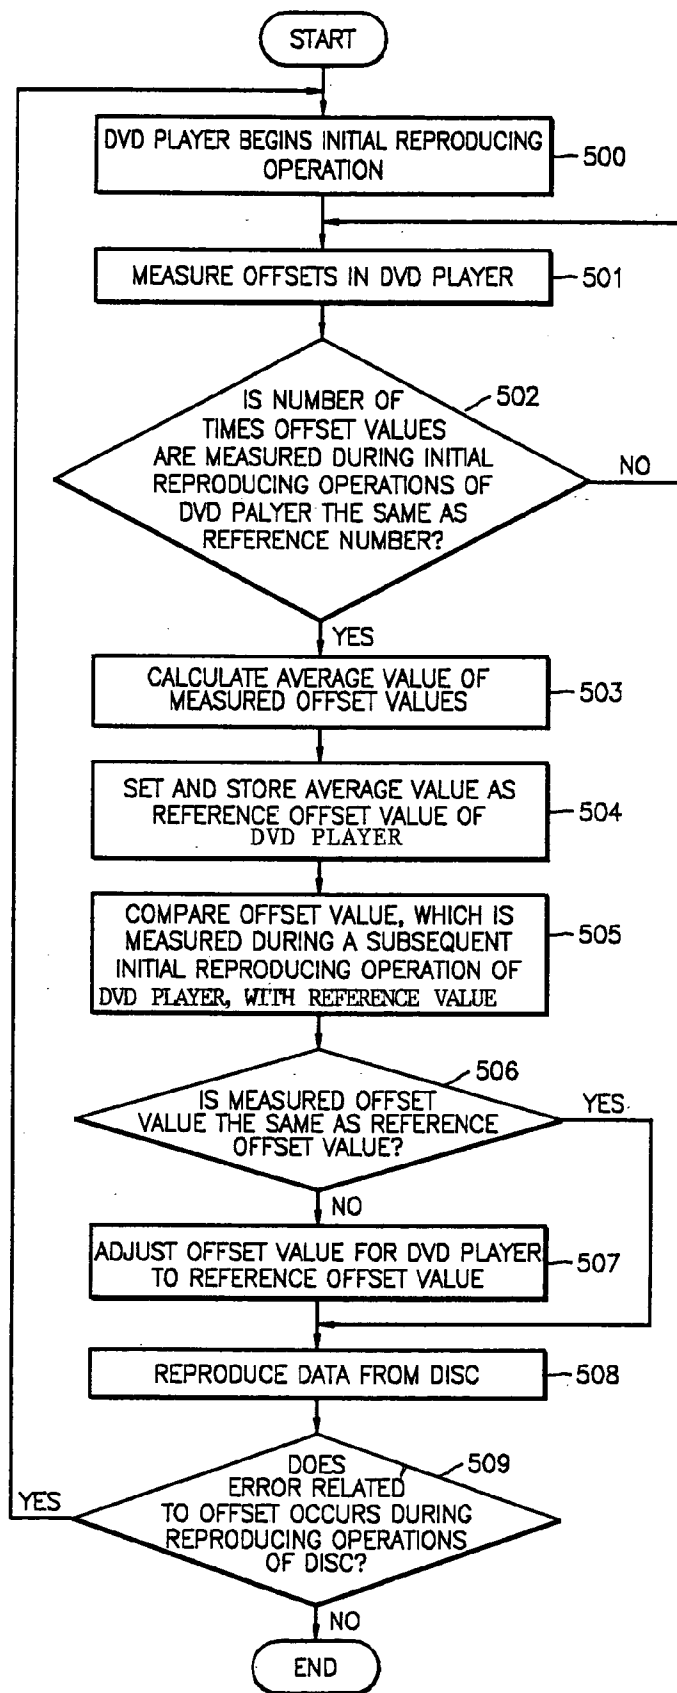 START
DVD PLAYER BEGINS INITIAL REPRODUCING
OPERATION
500
MEASURE OFFSETS IN DVD PLAYER
501
502
IS NUMBER OF
TIMES OFFSET VALUES
ARE MEASURED DURING INITIAL
REPRODUCING OPERATIONS OF
DVD PALYER THE SAME AS
REFERENCE NUMBER?
NO
YES
CALCULATE AVERAGE VALUE OF
MEASURED OFFSET VALUES
503
SET AND STORE AVERAGE VALUE AS
REFERENCE OFFSET VALUE OF
DVD PLAYER
504
COMPARE OFFSET VALUE, WHICH IS
MEASURED DURING A SUBSEQUENT
INITIAL REPRODUCING OPERATION OF
DVD PLAYER, WITH REFERENCE VALUE
505
506
IS MEASURED OFFSET
VALUE THE SAME AS REFERENCE
OFFSET VALUE?
YES
NO
ADJUST OFFSET VALUE FOR DVD PLAYER
TO REFERENCE OFFSET VALUE
507
REPRODUCE DATA FROM DISC
508
509
DOES
ERROR RELATED
TO OFFSET OCCURS DURING
REPRODUCING OPERATIONS
OF DISC?
YES
NO
END